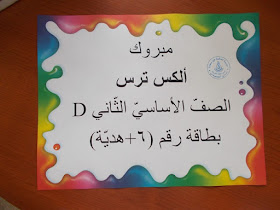 مبروك
ألكس ترس
الصفّ الأساسيّ الثّاني D
بطاقة رقم (٦+هديّة)